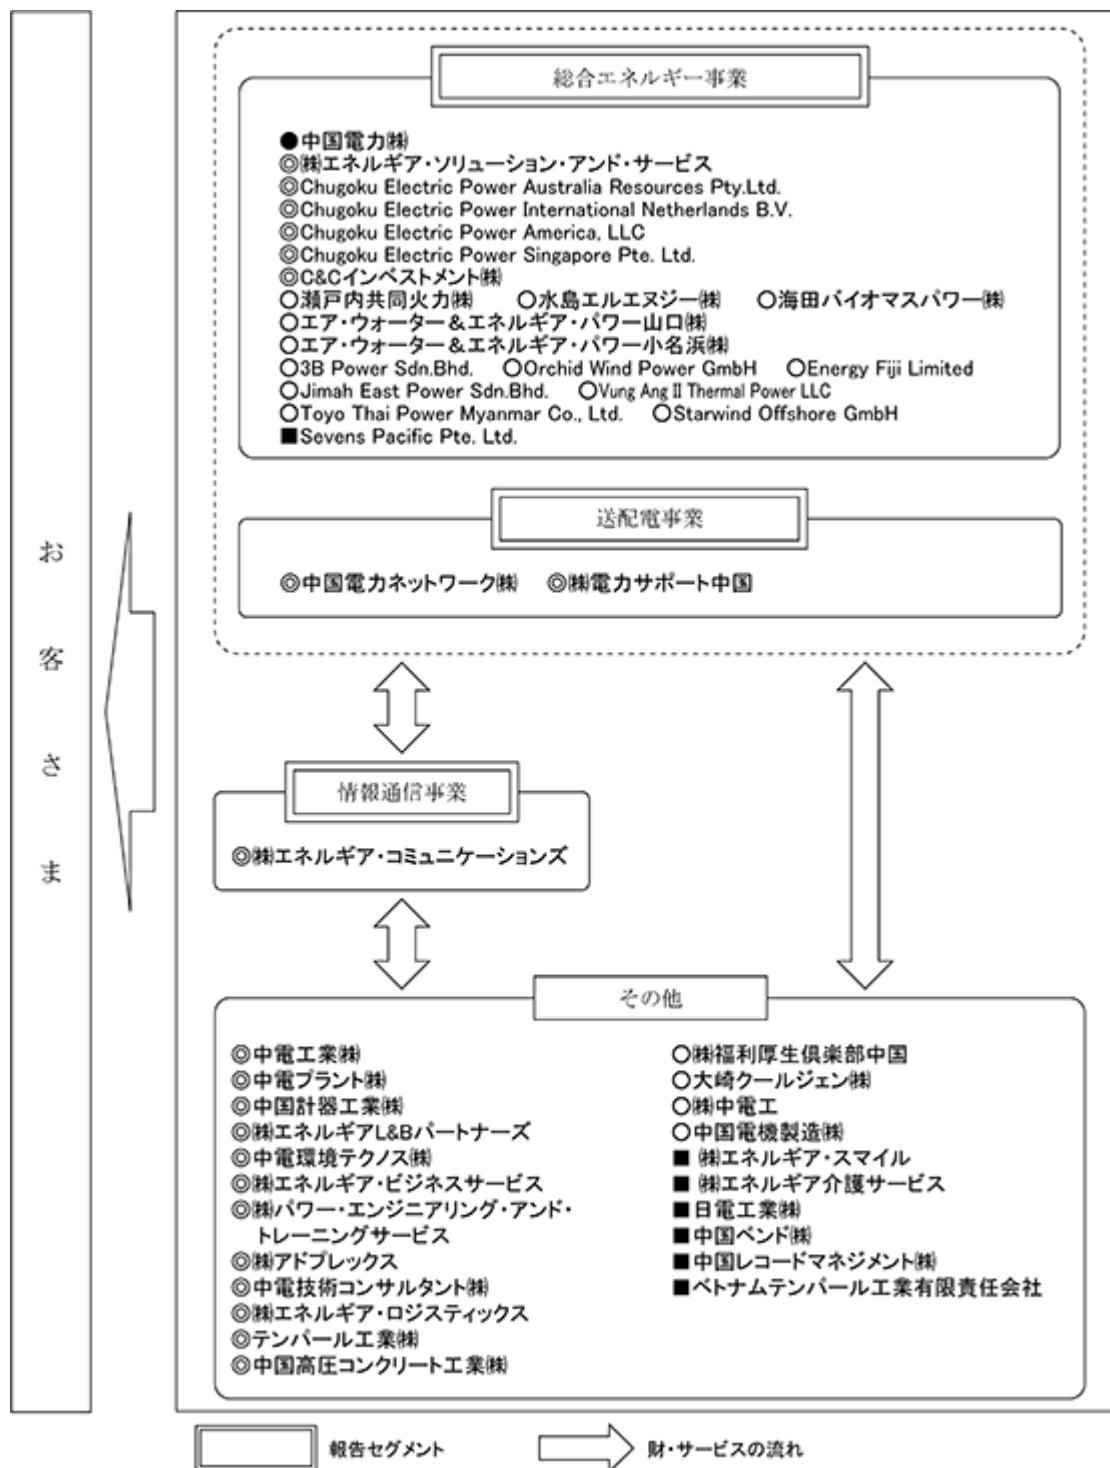 お客さま
総合エネルギー事業
●中国電力㈱
◎㈱エネルギア・ソリューション・アンド・サービス
◎Chugoku Electric Power Australia Resources Pty.Ltd.
◎Chugoku Electric Power International Netherlands B.V.
◎Chugoku Electric Power America, LLC
◎Chugoku Electric Power Singapore Pte. Ltd.
◎C&Cインベストメント㈱
○瀬戸内共同火力㈱ ○水島エルエヌジー㈱ ○海田バイオマスパワー㈱
○エア・ウォーター＆エネルギア・パワー山口㈱
○エア・ウォーター＆エネルギア・パワー小名浜㈱
○3B Power Sdn.Bhd. ○Orchid Wind Power GmbH ○Energy Fiji Limited
○Jimah East Power Sdn.Bhd. ○Vung Ang II Thermal Power LLC
○Toyo Thai Power Myanmar Co., Ltd. ○Starwind Offshore GmbH
■Sevens Pacific Pte. Ltd.
送配電事業
◎中国電力ネットワーク㈱ ◎㈱電力サポート中国
情報通信事業
◎㈱エネルギア・コミュニケーションズ
その他
◎中電工業㈱
◎中電プラント㈱
◎中国計器工業㈱
◎㈱エネルギアL&Bパートナーズ
◎中電環境テクノス㈱
◎㈱エネルギア・ビジネスサービス
◎㈱パワー・エンジニアリング・アンド・
トレーニングサービス
◎㈱アドプレックス
◎中電技術コンサルタント㈱
◎㈱エネルギア・ロジスティックス
◎テンパール工業㈱
◎中国高圧コンクリート工業㈱
○㈱福利厚生倶楽部中国
○大崎クールジェン㈱
○㈱中電工
○中国電機製造㈱
■ ㈱エネルギア・スマイル
■ ㈱エネルギア介護サービス
■日電工業㈱
■中国ベンド㈱
■中国レコードマネジメント㈱
■ベトナムテンパール工業有限責任会社
報告セグメント
財・サービスの流れ